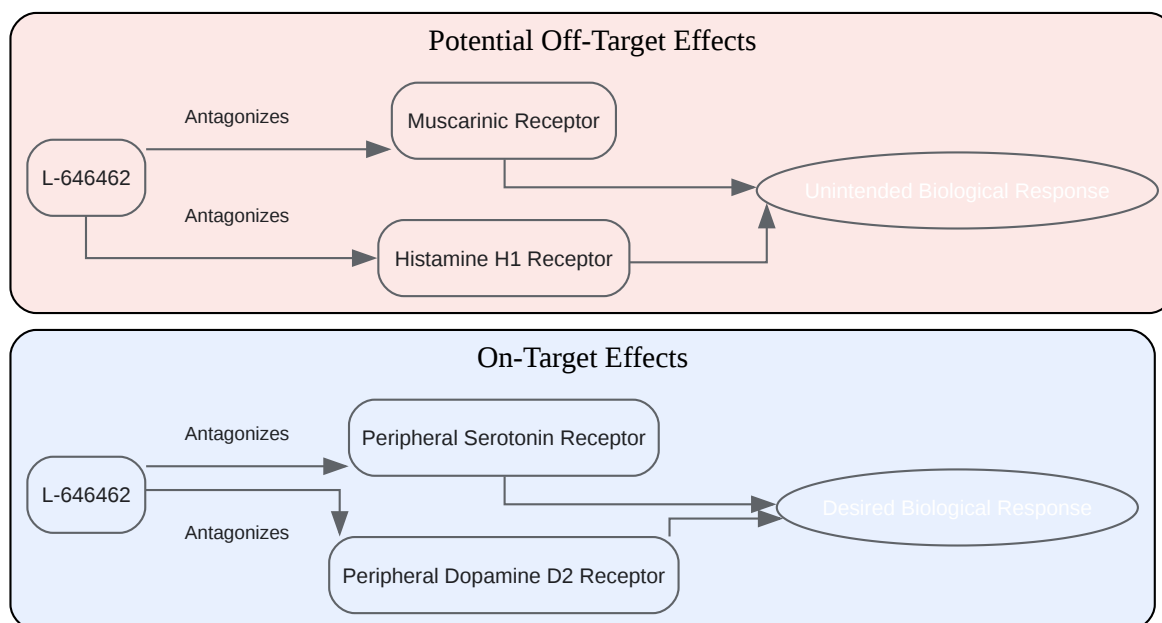 Potential Off-Target Effects
Antagonizes
Muscarinic Receptor
L-646462
Unintended Biological Response
Antagonizes
Histamine H1 Receptor
On-Target Effects
Antagonizes
Peripheral Serotonin Receptor
L-646462
Desired Biological Response
Antagonizes
Peripheral Dopamine D2 Receptor